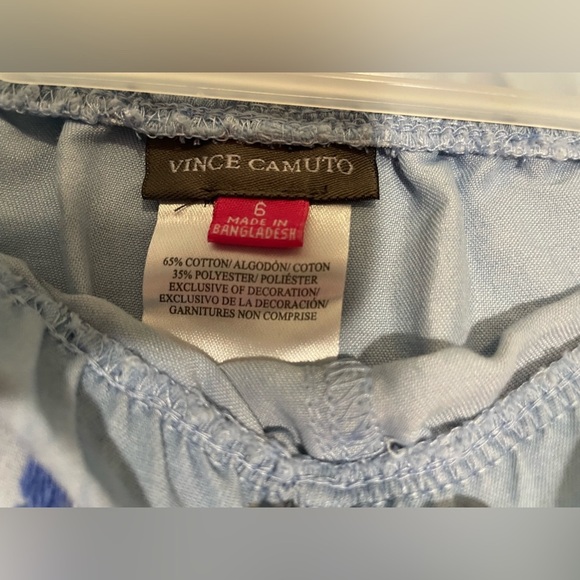 VINCE CAMUTO
6
MADE IN
BANGLADESH
65% COTTON/ ALGODÓN/ COTON
35% POLYESTER/ POLIÉSTER
EXCLUSIVE OF DECORATION/
EXCLUSIVO DE LA DECORACIÓN/
GARNITURES NON COMPRISE